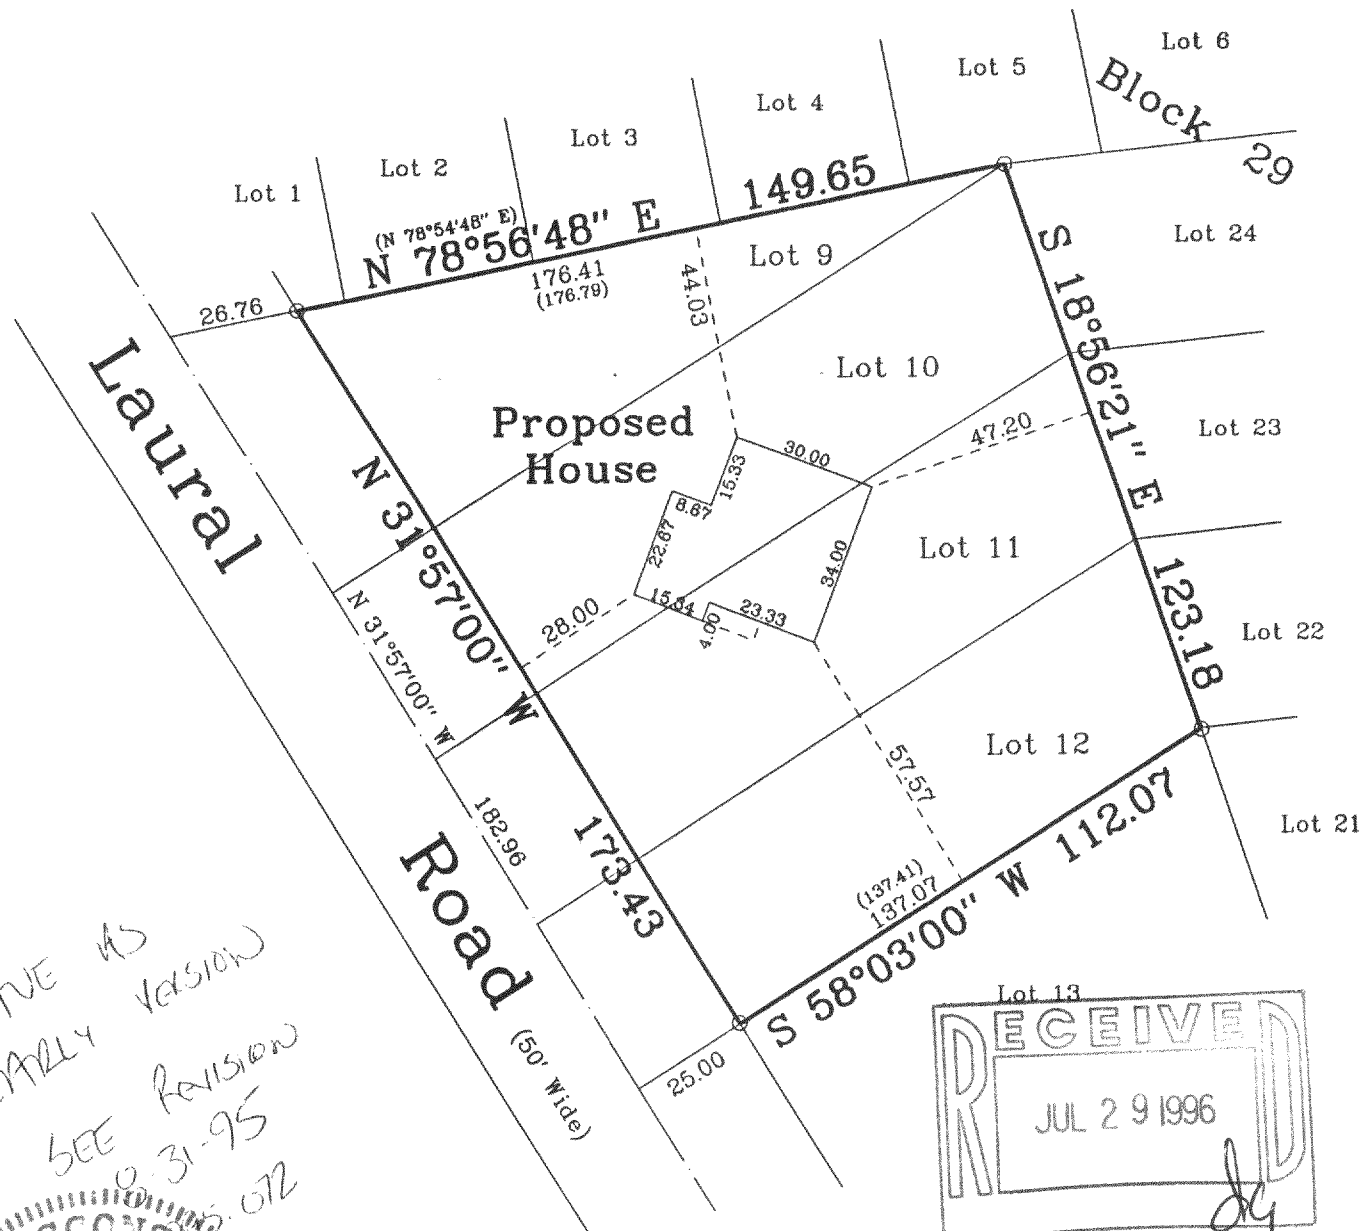 Lot 6
Lot 5
Block
29
Lot 4
Lot 3
Lot 2
Lot 1
149.65
(N 78°54'48" E)
N 78°56'48" E
176.41
(176.79)
26.76
Lot 9
44.03
Lot 24
S 18°56'21" E
123.18
Laural
Lot 10
Proposed
House
30.00
47.20
Lot 23
15.33
8.67
22.67
34.00
Lot 11
N 31°57'00" W
173.43
28.00
15.34
23.33
4.00
N 31°57'00" W
182.96
Lot 22
57.57
Lot 12
Lot 21
Road
(50' Wide)
(137.41)
137.07
S 58°03'00" W 112.07
25.00
Lot 13
AS
VERSION
SEE REVISION
31-95
072
RECEIVED
JUL 29 1996